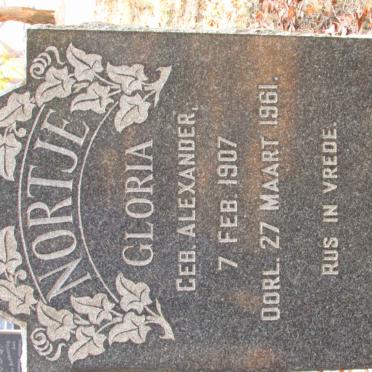 NORTJE
GLORIA
GEB. ALEXANDER,
7 FEB 1907
OORL. 27 MAART 1961.
RUS IN VREDE.